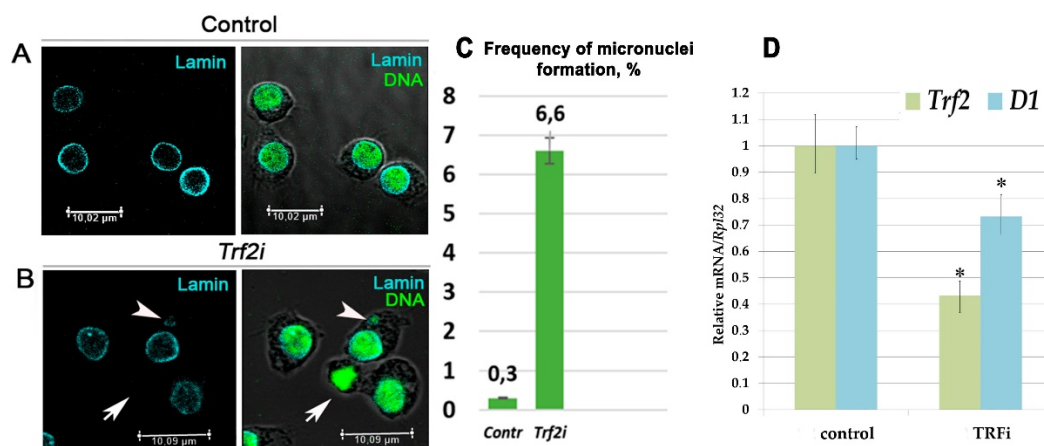 Control
A
Lamin
Lamin
DNA
10,02 µm
10,02 µm
Trf2i
B
Lamin
Lamin
DNA
10,09 µm
10,09 µm
C
Frequency of micronuclei
formation, %
8
7
6
5
4
3
2
1
0
6,6
0,3
Contr
Trf2i
D
Trf2
D1
Relative mRNA/Rpl32
1.2
1.1
1
0.9
0.8
0.7
0.6
0.5
0.4
0.3
0.2
0.1
0
*
*
control
TRFi